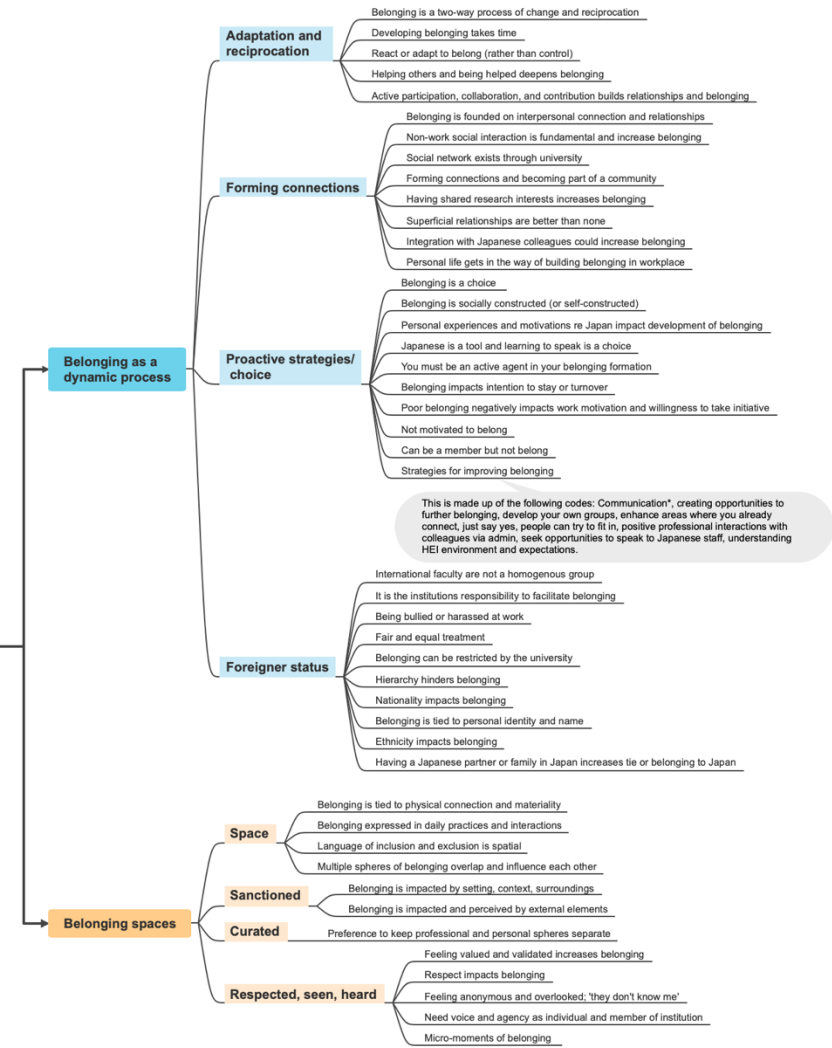 Belonging is a two-way process of change and reciprocation
Adaptation and
reciprocation
Developing belonging takes time
React or adapt to belong (rather than control)
Helping others and being helped deepens belonging
Active participation, collaboration, and contribution builds relationships and belonging
Belonging is founded on interpersonal connection and relationships
Non-work social interaction is fundamental and increase belonging
Social network exists through university
Forming connections
Forming connections and becoming part of a community
Having shared research interests increases belonging
Superficial relationships are better than none
Integration with Japanese colleagues could increase belonging
Personal life gets in the way of building belonging in workplace
Belonging as a
dynamic process
Proactive strategies/
choice
Belonging is a choice
Belonging is socially constructed (or self-constructed)
Personal experiences and motivations re Japan impact development of belonging
Japanese is a tool and learning to speak is a choice
You must be an active agent in your belonging formation
Belonging impacts intention to stay or turnover
Poor belonging negatively impacts work motivation and willingness to take initiative
Not motivated to belong
Can be a member but not belong
Strategies for improving belonging
This is made up of the following codes: Communication*, creating opportunities to
further belonging, develop your own groups, enhance areas where you already
connect, just say yes, people can try to fit in, positive professional interactions with
colleagues via admin, seek opportunities to speak to Japanese staff, understanding
HEI environment and expectations.
Foreigner status
International faculty are not a homogenous group
It is the institutions responsibility to facilitate belonging
Being bullied or harassed at work
Fair and equal treatment
Belonging can be restricted by the university
Hierarchy hinders belonging
Nationality impacts belonging
Belonging is tied to personal identity and name
Ethnicity impacts belonging
Having a Japanese partner or family in Japan increases tie or belonging to Japan
Belonging spaces
Space
Belonging is tied to physical connection and materiality
Belonging expressed in daily practices and interactions
Language of inclusion and exclusion is spatial
Multiple spheres of belonging overlap and influence each other
Sanctioned
Belonging is impacted by setting, context, surroundings
Belonging is impacted and perceived by external elements
Curated
Preference to keep professional and personal spheres separate
Respected, seen, heard
Feeling valued and validated increases belonging
Respect impacts belonging
Feeling anonymous and overlooked; 'they don't know me'
Need voice and agency as individual and member of institution
Micro-moments of belonging